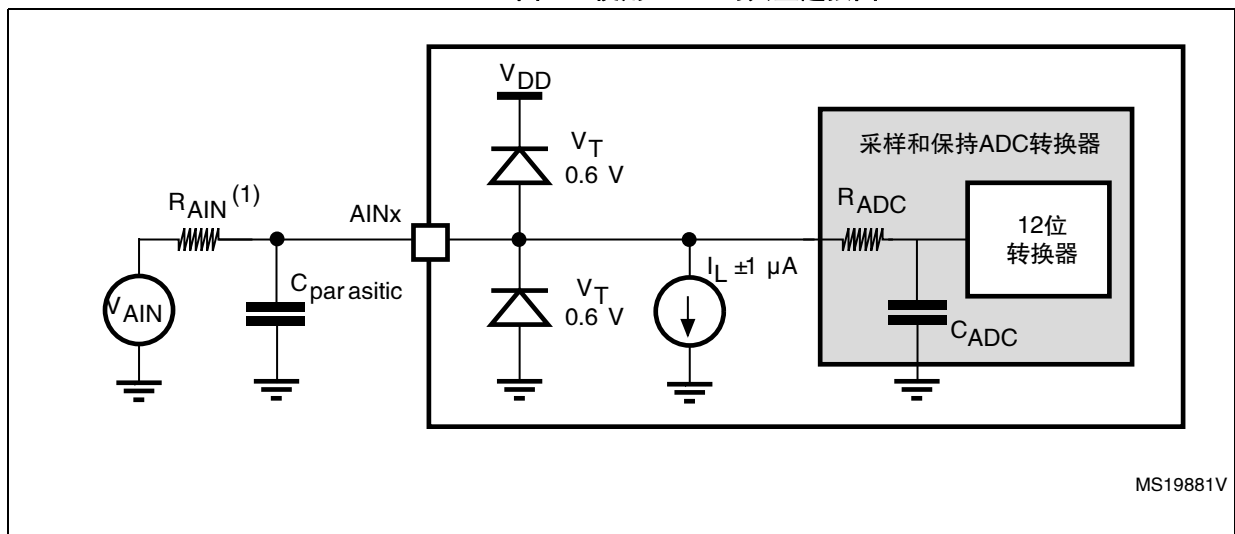 V_DD
采样和保持ADC转换器
V_T
0.6 V
R_AIN (1)
AINx
R_ADC
12位
转换器
I_L ±1 µA
V_AIN
C_parasitic
V_T
0.6 V
C_ADC
MS19881V